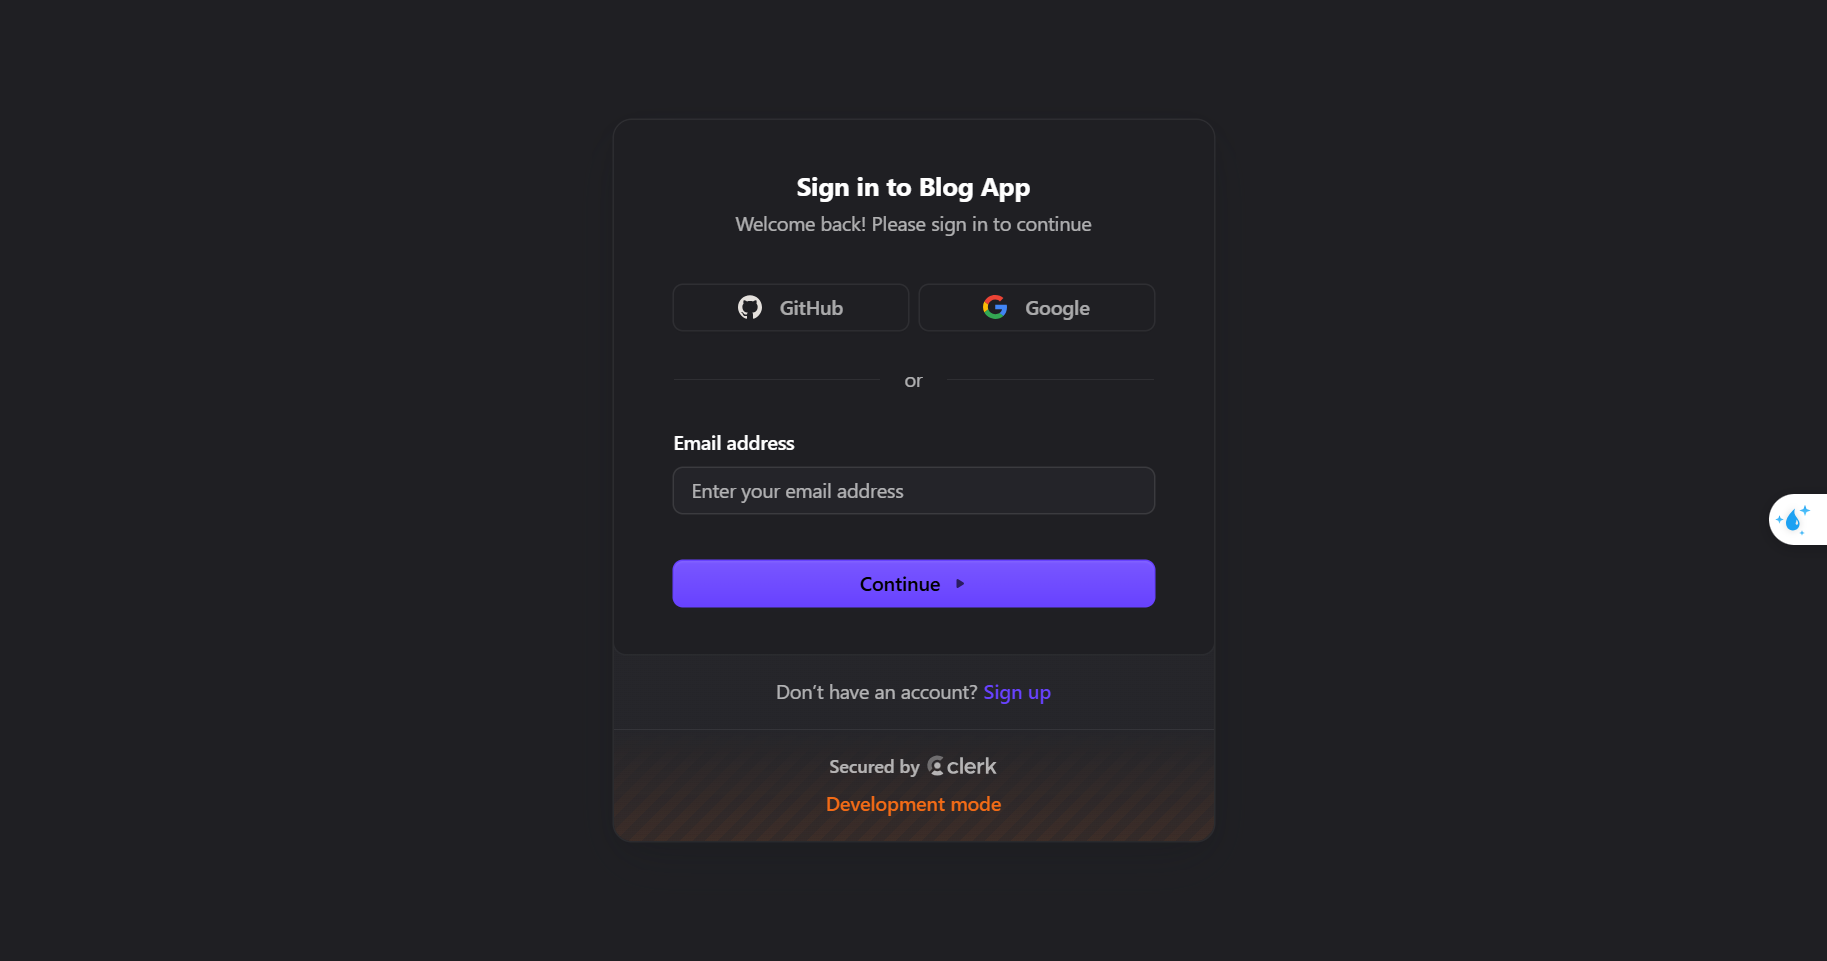 Sign in to Blog App
Welcome back! Please sign in to continue
GitHub
Google
or
Email address
Enter your email address
Continue
Don’t have an account? Sign up
Secured by clerk
Development mode